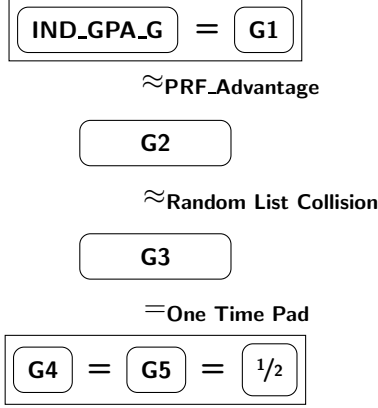 IND_GPA_G = G1
≈PRF_Advantage
G2
≈Random List Collision
G3
=One Time Pad
G4 = G5 = 1/2